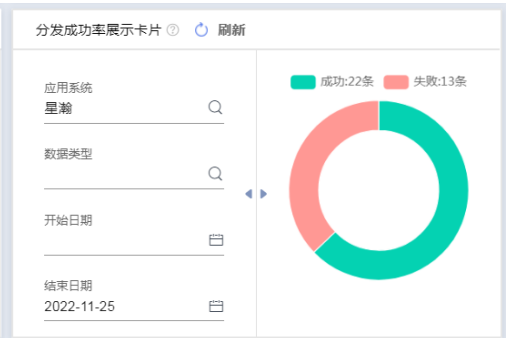 分发成功率展示卡片 ? 刷新
应用系统
星瀚
数据类型
开始日期
结束日期
2022-11-25
成功:22条 失败:13条